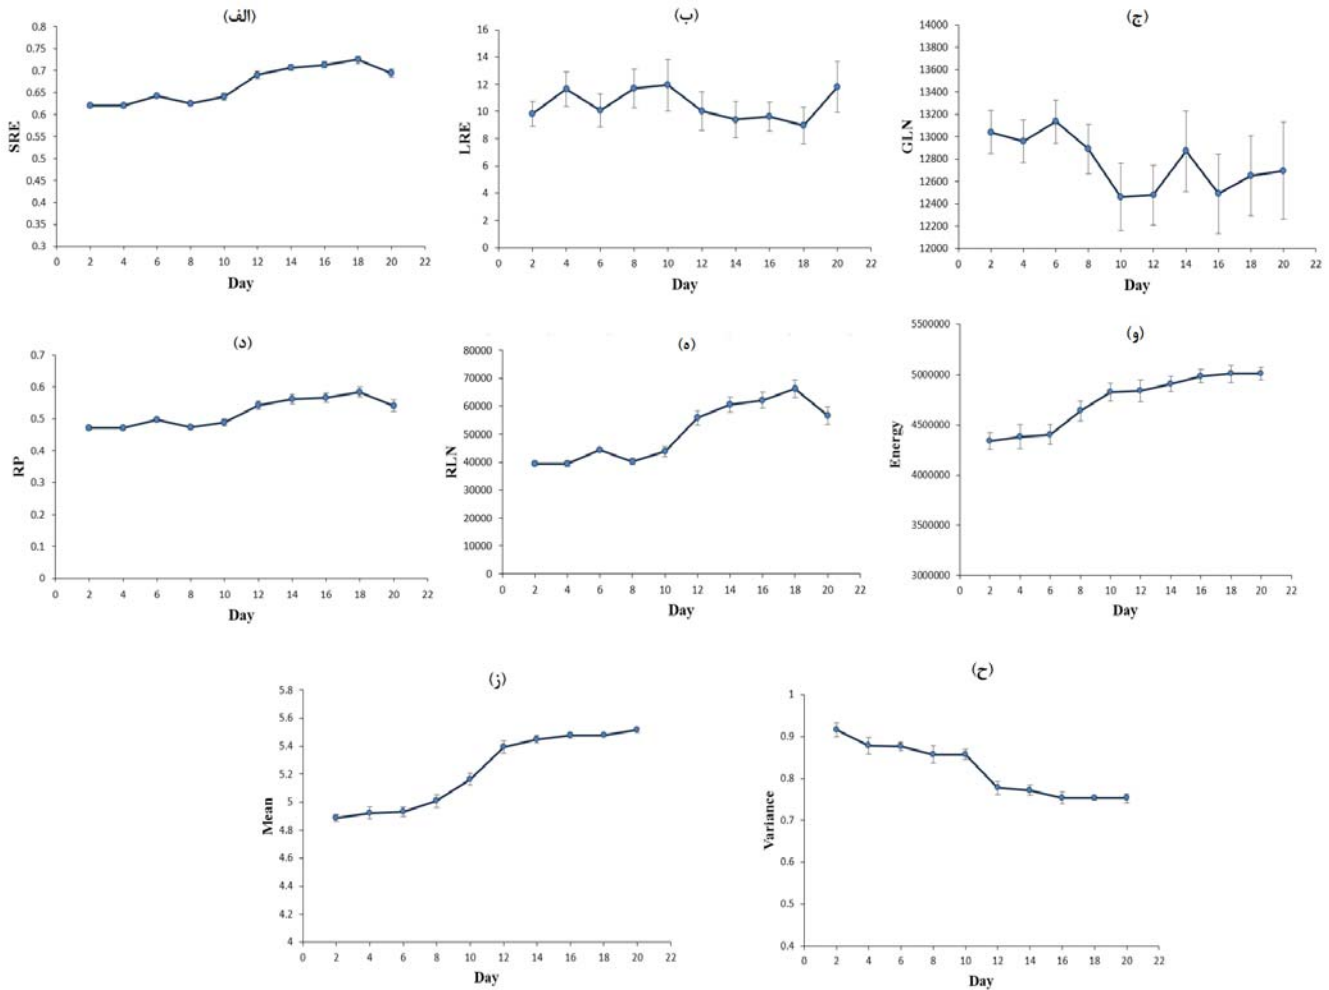 (الف)
0.8
0.75
0.7
0.65
0.6
0.55
0.5
0.45
0.4
0.35
0.3
SRE
0 2 4 6 8 10 12 14 16 18 20 22
Day
(ب)
16
14
12
10
8
6
4
2
0
LRE
0 2 4 6 8 10 12 14 16 18 20 22
Day
(ج)
14000
13800
13600
13400
13200
13000
12800
12600
12400
12200
12000
GLN
0 2 4 6 8 10 12 14 16 18 20 22
Day
(د)
0.7
0.6
0.5
0.4
0.3
0.2
0.1
0
RP
0 2 4 6 8 10 12 14 16 18 20 22
Day
(ه)
80000
70000
60000
50000
40000
30000
20000
10000
0
RLN
0 2 4 6 8 10 12 14 16 18 20 22
Day
(و)
5500000
5000000
4500000
4000000
3500000
3000000
Energy
0 2 4 6 8 10 12 14 16 18 20 22
Day
(ز)
5.8
5.6
5.4
5.2
5
4.8
4.6
4.4
4.2
4
Mean
0 2 4 6 8 10 12 14 16 18 20 22
Day
(ح)
1
0.9
0.8
0.7
0.6
0.5
0.4
Variance
0 2 4 6 8 10 12 14 16 18 20 22
Day